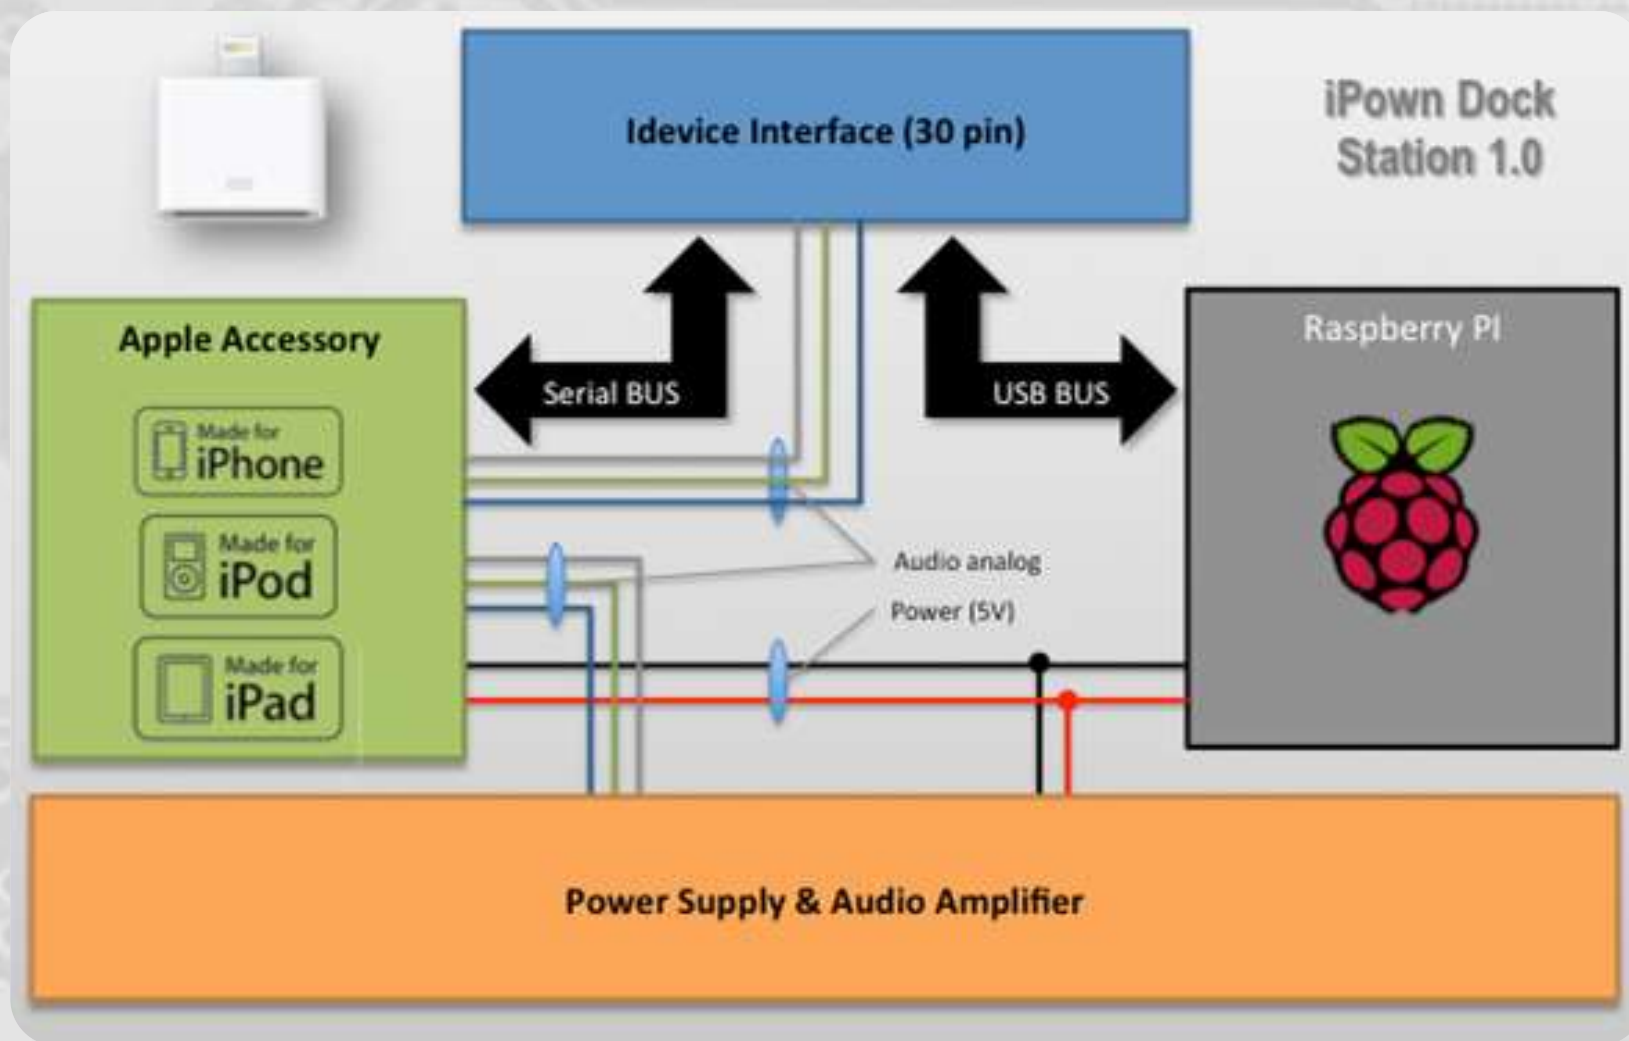 Idevice Interface (30 pin)
iPown Dock
Station 1.0
Apple Accessory
Made for
iPhone
Made for
iPod
Made for
iPad
Serial BUS
USB BUS
Raspberry PI
Audio analog
Power (5V)
Power Supply & Audio Amplifier